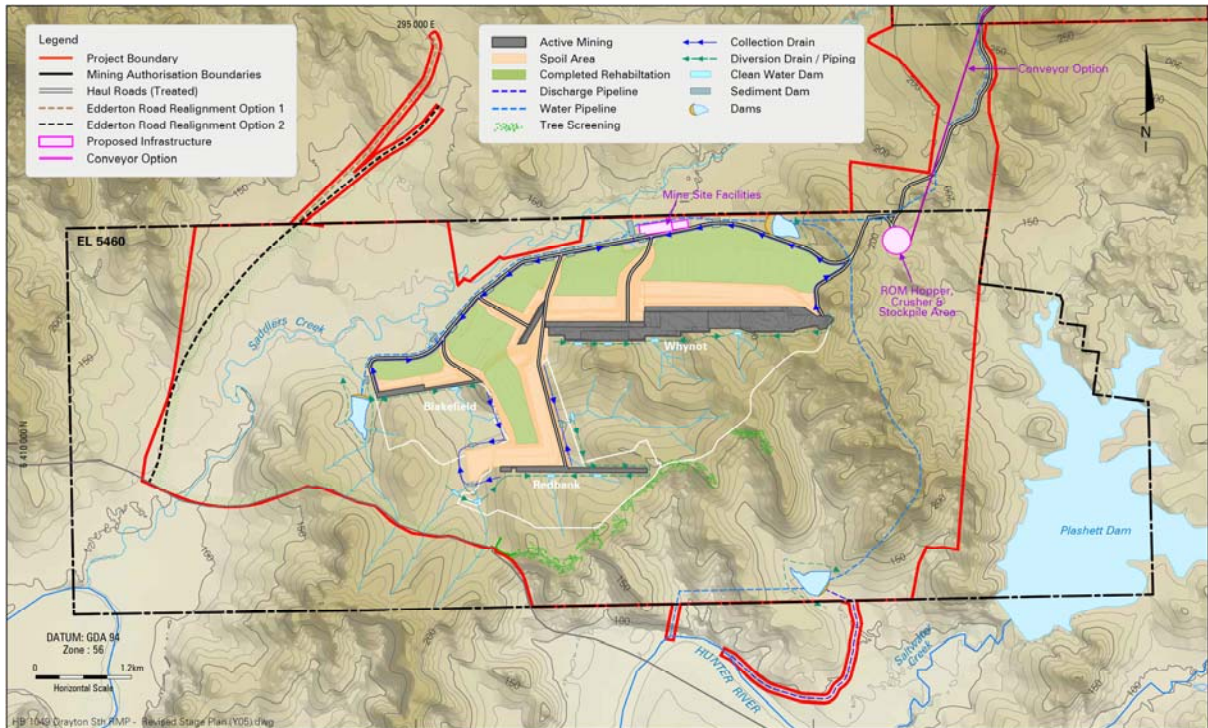 295 000 E
Legend
Project Boundary
Mining Authorisation Boundaries
Haul Roads (Treated)
Edderton Road Realignment Option 1
Edderton Road Realignment Option 2
Proposed Infrastructure
Conveyor Option
Active Mining
Spoil Area
Completed Rehabiltation
Discharge Pipeline
Water Pipeline
Tree Screening
Collection Drain
Diversion Drain / Piping
Clean Water Dam
Sediment Dam
Dams
Conveyor Option
N
Mine Site Facilities
EL 5460
ROM Hopper,
Crusher &
Stockpile Area
Saddlers Creek
Whynot
Blakefield
Redbank
6 410 000 N
Plashett Dam
Saltwater
Creek
HUNTER RIVER
DATUM: GDA 94
Zone : 56
0 1.2km
Horizontal Scale
HB 1049 Drayton Sth RMP - Revised Stage Plan (Y05).dwg